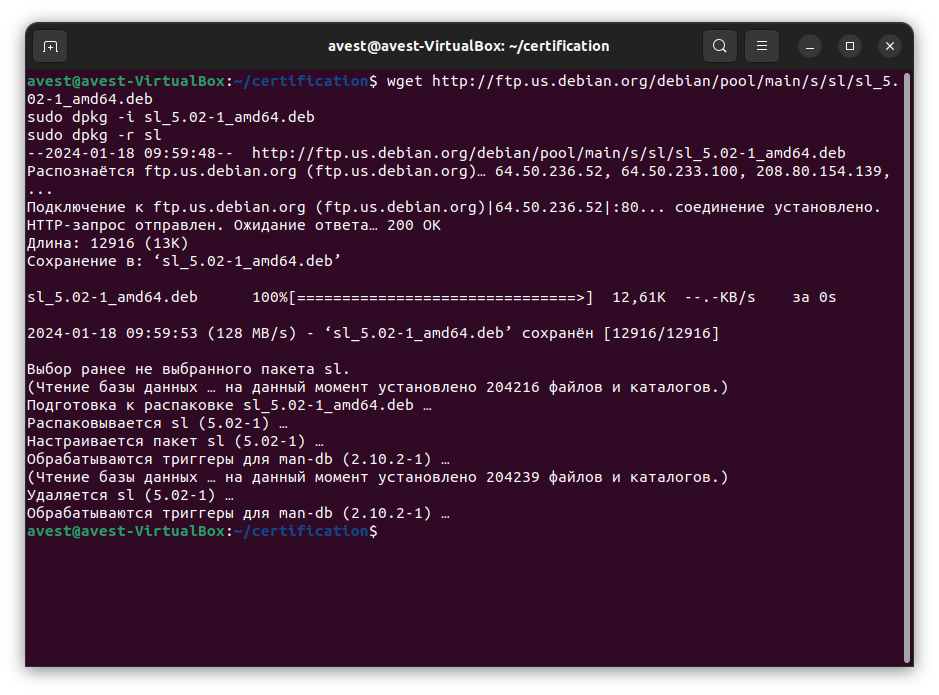 avest@avest-VirtualBox: ~/certification
avest@avest-VirtualBox:~/certification$ wget http://ftp.us.debian.org/debian/pool/main/s/sl/sl_5.
02-1_amd64.deb
sudo dpkg -i sl_5.02-1_amd64.deb
sudo dpkg -r sl
--2024-01-18 09:59:48--  http://ftp.us.debian.org/debian/pool/main/s/sl/sl_5.02-1_amd64.deb
Распознаётся ftp.us.debian.org (ftp.us.debian.org)… 64.50.236.52, 64.50.233.100, 208.80.154.139,
...
Подключение к ftp.us.debian.org (ftp.us.debian.org)|64.50.236.52|:80... соединение установлено.
HTTP-запрос отправлен. Ожидание ответа… 200 OK
Длина: 12916 (13K)
Сохранение в: ‘sl_5.02-1_amd64.deb’
sl_5.02-1_amd64.deb      100%[===============================>]  12,61K  --.-KB/s    за 0s
2024-01-18 09:59:53 (128 MB/s) - ‘sl_5.02-1_amd64.deb’ сохранён [12916/12916]
Выбор ранее не выбранного пакета sl.
(Чтение базы данных … на данный момент установлено 204216 файлов и каталогов.)
Подготовка к распаковке sl_5.02-1_amd64.deb …
Распаковывается sl (5.02-1) …
Настраивается пакет sl (5.02-1) …
Обрабатываются триггеры для man-db (2.10.2-1) …
(Чтение базы данных … на данный момент установлено 204239 файлов и каталогов.)
Удаляется sl (5.02-1) …
Обрабатываются триггеры для man-db (2.10.2-1) …
avest@avest-VirtualBox:~/certification$